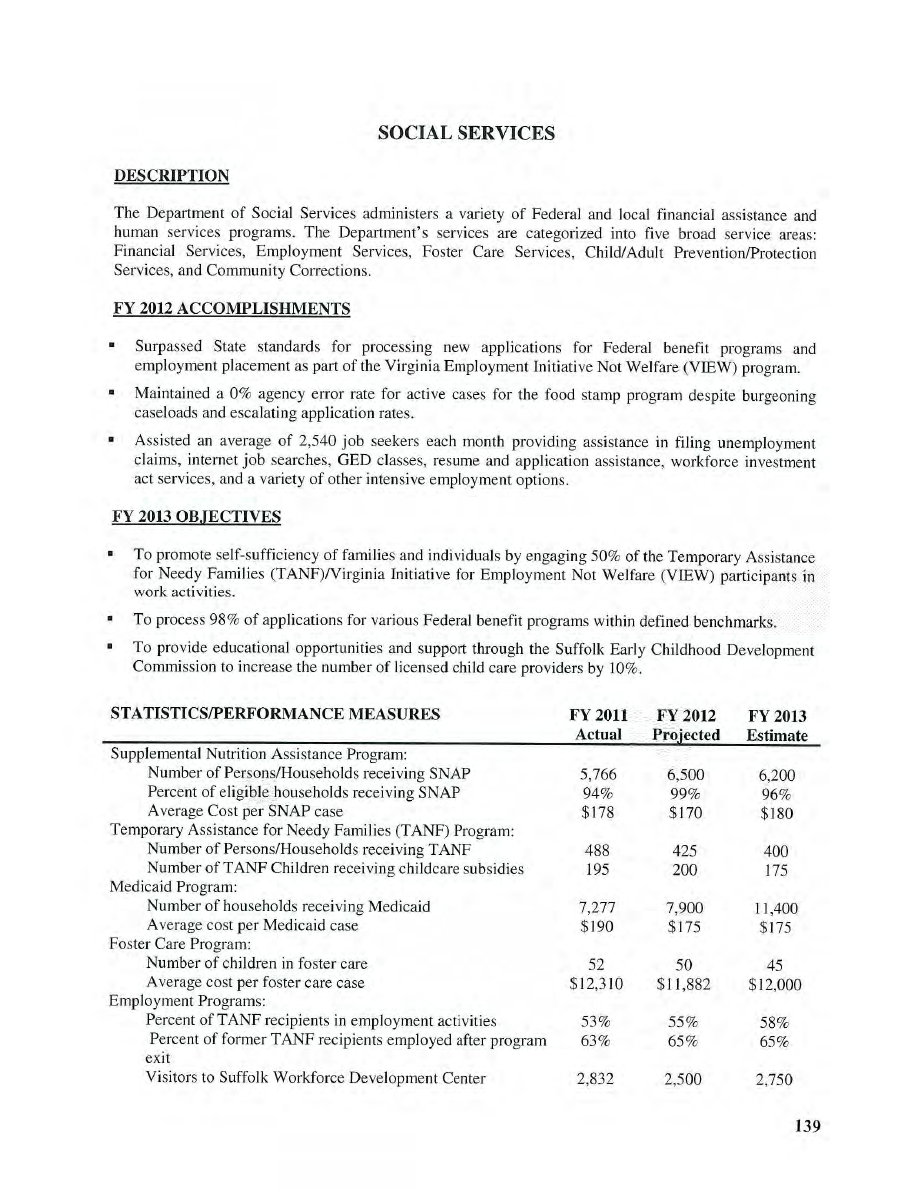 SOCIAL SERVICES
DESCRIPTION
The Department of Social Services administers a variety of Federal and local financial assistance and
human services programs. The Department's services are categorized into five broad service areas:
Financial Services, Employment Services, Foster Care Services, Child/Adult Prevention/Protection
Services, and Community Corrections.
FY 2012 ACCOMPLISHMENTS
▪ Surpassed State standards for processing new applications for Federal benefit programs and
employment placement as part of the Virginia Employment Initiative Not Welfare (VIEW) program.
▪ Maintained a 0% agency error rate for active cases for the food stamp program despite burgeoning
caseloads and escalating application rates.
▪ Assisted an average of 2,540 job seekers each month providing assistance in filing unemployment
claims, internet job searches, GED classes, resume and application assistance, workforce investment
act services, and a variety of other intensive employment options.
FY 2013 OBJECTIVES
▪ To promote self-sufficiency of families and individuals by engaging 50% of the Temporary Assistance
for Needy Families (TANF)/Virginia Initiative for Employment Not Welfare (VIEW) participants in
work activities.
▪ To process 98% of applications for various Federal benefit programs within defined benchmarks.
▪ To provide educational opportunities and support through the Suffolk Early Childhood Development
Commission to increase the number of licensed child care providers by 10%.
STATISTICS/PERFORMANCE MEASURES FY 2011 FY 2012 FY 2013
Actual Projected Estimate
Supplemental Nutrition Assistance Program:
Number of Persons/Households receiving SNAP 5,766 6,500 6,200
Percent of eligible households receiving SNAP 94% 99% 96%
Average Cost per SNAP case $178 $170 $180
Temporary Assistance for Needy Families (TANF) Program:
Number of Persons/Households receiving TANF 488 425 400
Number of TANF Children receiving childcare subsidies 195 200 175
Medicaid Program:
Number of households receiving Medicaid 7,277 7,900 11,400
Average cost per Medicaid case $190 $175 $175
Foster Care Program:
Number of children in foster care 52 50 45
Average cost per foster care case $12,310 $11,882 $12,000
Employment Programs:
Percent of TANF recipients in employment activities 53% 55% 58%
Percent of former TANF recipients employed after program 63% 65% 65%
exit
Visitors to Suffolk Workforce Development Center 2,832 2,500 2,750
139